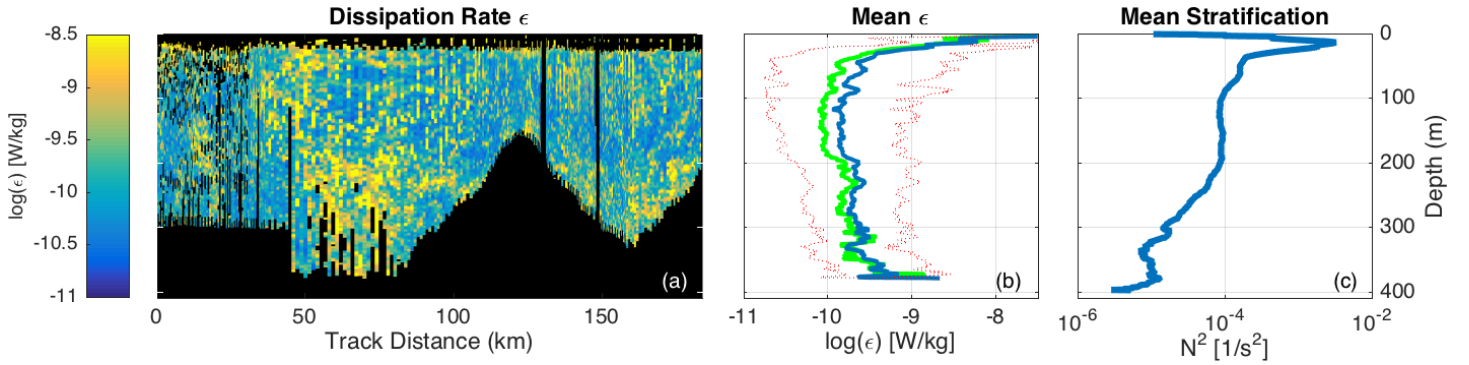 Dissipation Rate ϵ
Mean ϵ
Mean Stratification
-8.5
-9
-9.5
-10
-10.5
-11
log(ϵ) [W/kg]
(a)
0
50
100
150
Track Distance (km)
(b)
-11
-10
-9
-8
log(ϵ) [W/kg]
(c)
10⁻⁶
10⁻⁴
10⁻²
N² [1/s²]
0
100
200
300
400
Depth (m)